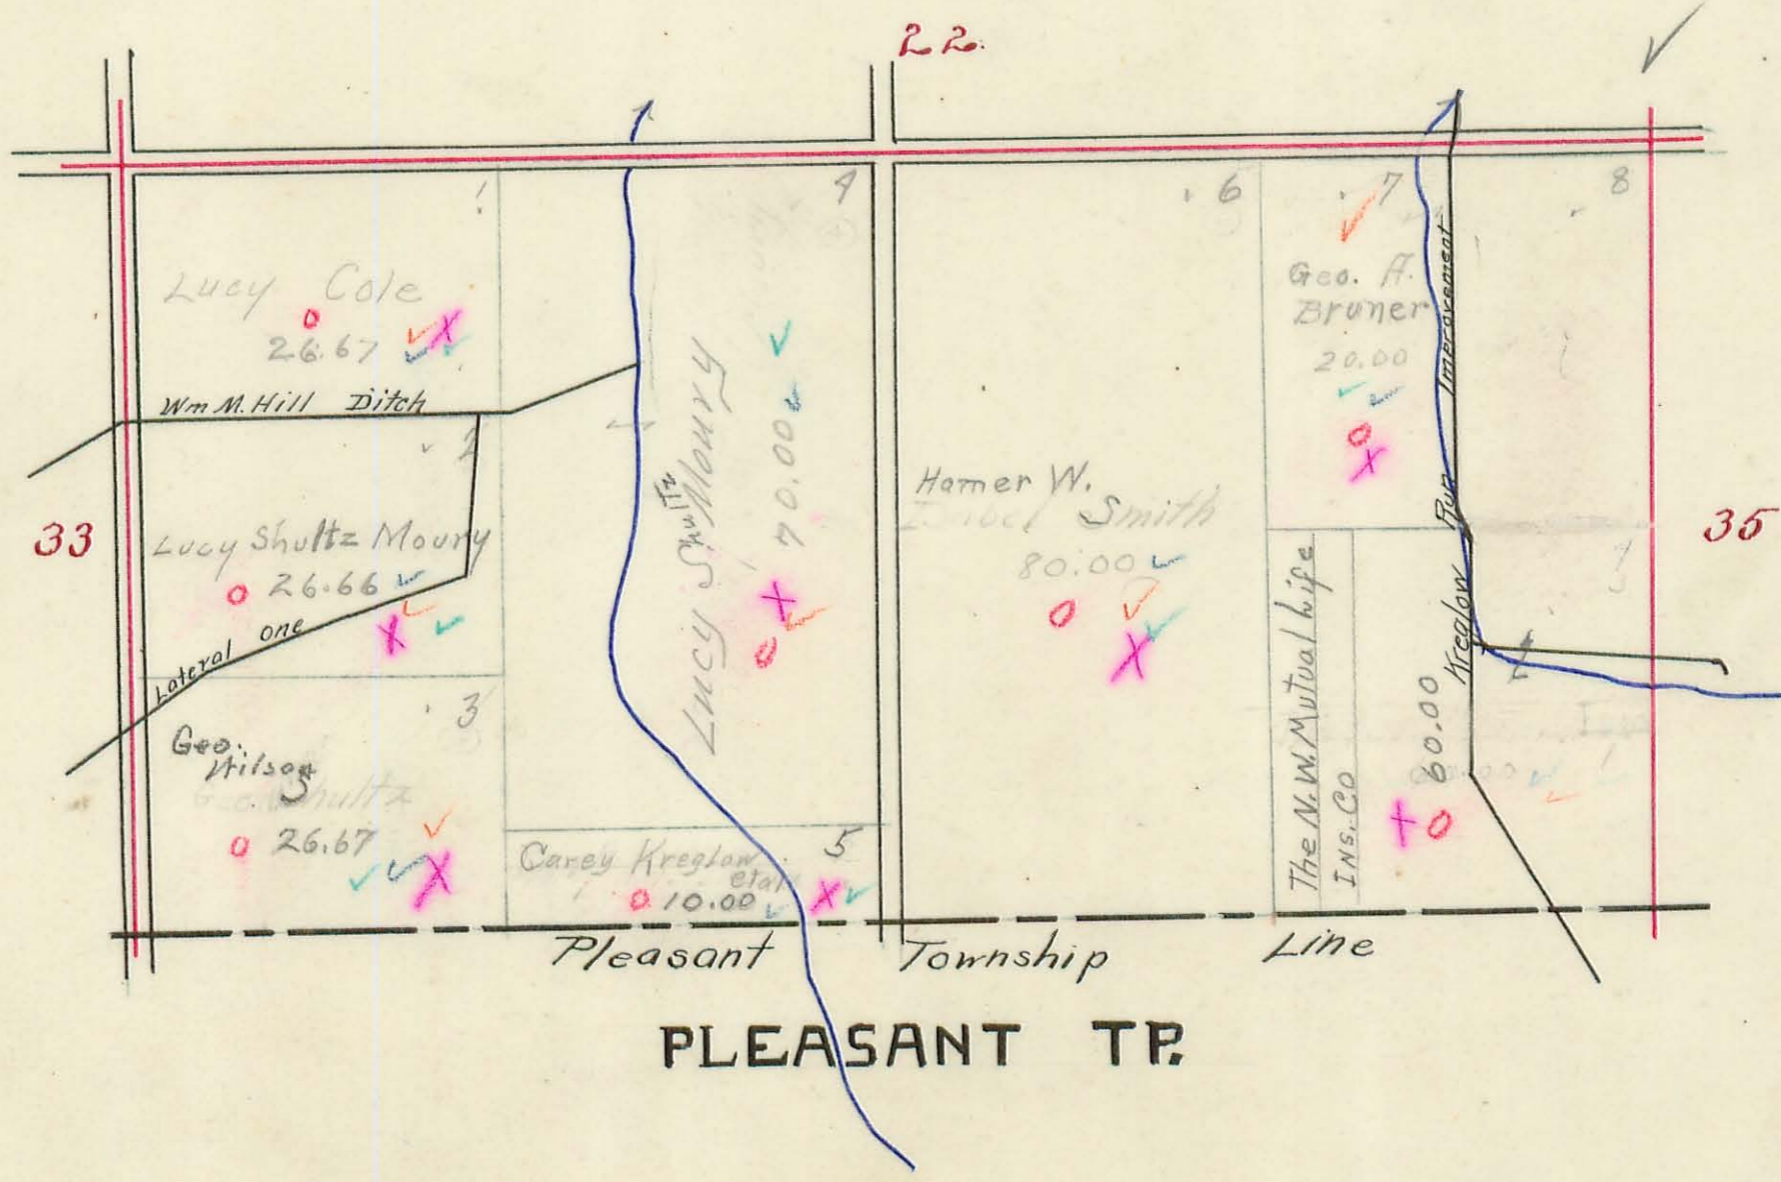 22.
33
35
1
Lucy Cole
26.67
Wm M. Hill Ditch
2
Lucy Shultz Moury
26.66
Lateral one
3
Geo.
Wilson
Geo. Shultz
26.67
4
Lucy Shultz Moury
70.00
5
Carey Kreglow
etal
10.00
6
Hamer W.
Smith
80.00
7
Geo. A.
Bruner
20.00
8
Kreglow Run Improvement
The N.W. Mutual Life
Ins. Co
60.00
Pleasant Township Line
PLEASANT TP.